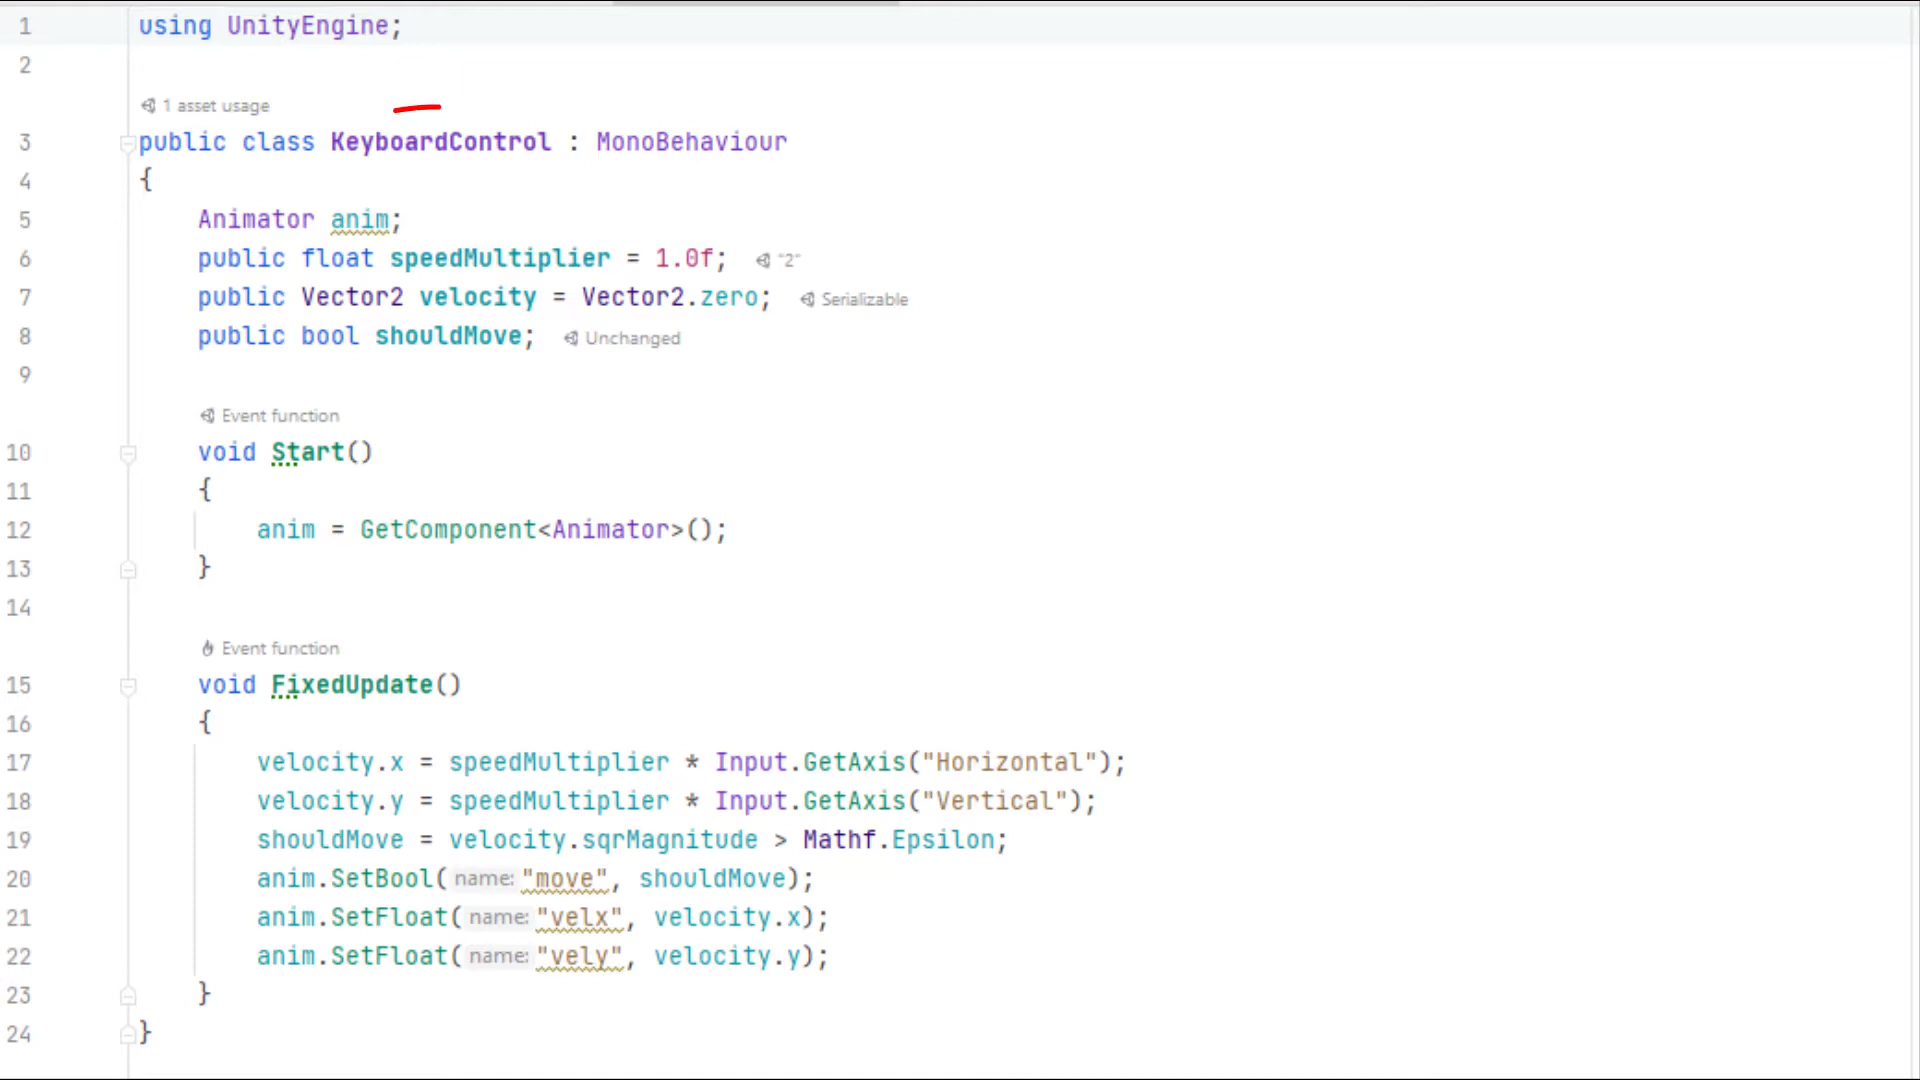 1 using UnityEngine;
2
1 asset usage
3 public class KeyboardControl : MonoBehaviour
4 {
5 Animator anim;
6 public float speedMultiplier = 1.0f; "2"
7 public Vector2 velocity = Vector2.zero; Serializable
8 public bool shouldMove; Unchanged
9
Event function
10 void Start()
11 {
12 anim = GetComponent<Animator>();
13 }
14
Event function
15 void FixedUpdate()
16 {
17 velocity.x = speedMultiplier * Input.GetAxis("Horizontal");
18 velocity.y = speedMultiplier * Input.GetAxis("Vertical");
19 shouldMove = velocity.sqrMagnitude > Mathf.Epsilon;
20 anim.SetBool( name: "move", shouldMove);
21 anim.SetFloat( name: "velx", velocity.x);
22 anim.SetFloat( name: "vely", velocity.y);
23 }
24 }